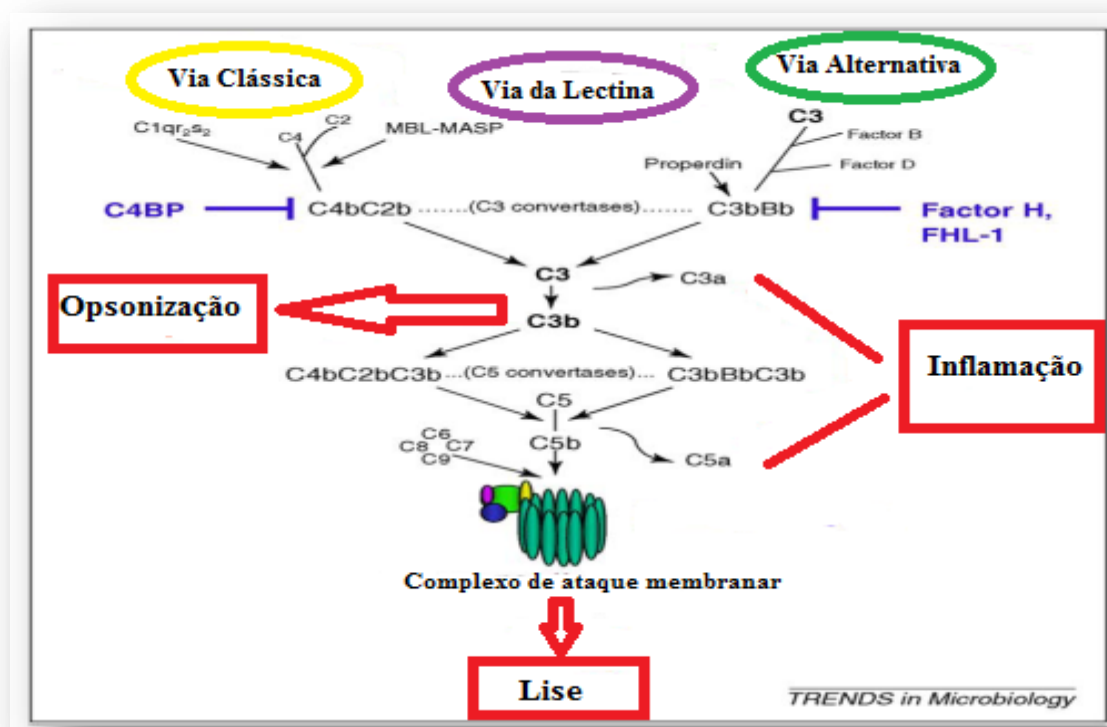 Via Clássica
Via da Lectina
Via Alternativa
C1qr₂s₂
C4
C2
MBL-MASP
C3
Factor B
Factor D
Properdin
C4BP
C4bC2b ......(C3 convertases)...... C3bBb
Factor H,
FHL-1
C3
C3a
Opsonização
C3b
Inflamação
C4bC2bC3b ...(C5 convertases)... C3bBbC3b
C5
C6
C8 C7
C9
C5b
C5a
Complexo de ataque membranar
Lise
TRENDS in Microbiology